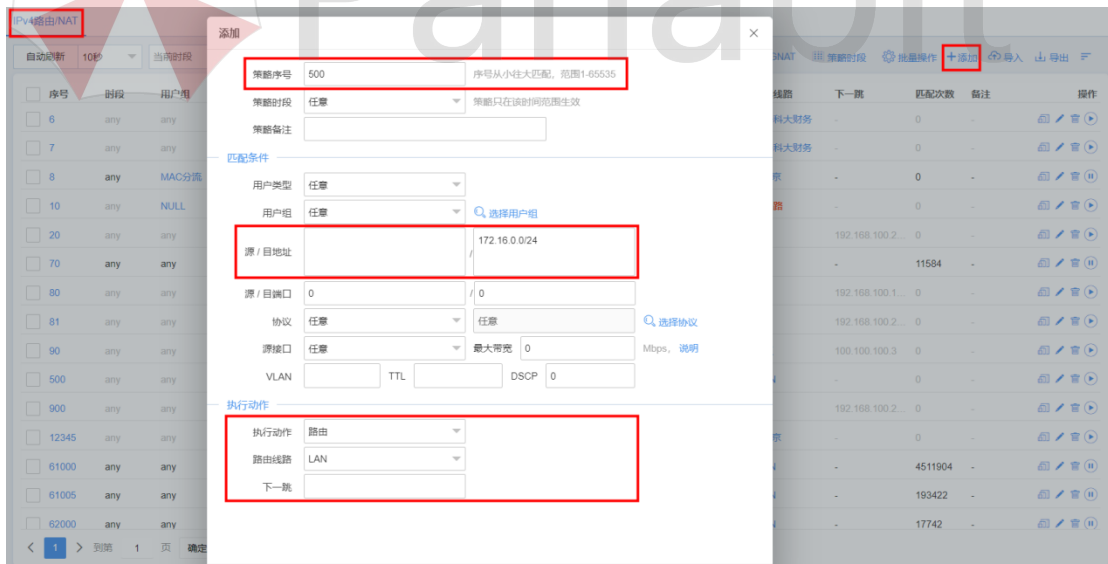 IPv4路由/NAT
Panabit
自动刷新 10秒 当前时段 SNAT 策略时段 批量操作 添加 导入 导出
添加
序号 时段 用户组 线路 下一跳 匹配次数 备注 操作
策略序号 500 序号从小往大匹配，范围1-65535
策略时段 任意 策略只在该时间范围生效
策略备注
匹配条件
用户类型 任意
用户组 任意 选择用户组
源 / 目地址 / 172.16.0.0/24
源 / 目端口 0 / 0
协议 任意 任意 选择协议
源接口 任意 最大带宽 0 Mbps， 说明
VLAN TTL DSCP 0
执行动作
执行动作 路由
路由线路 LAN
下一跳
6 any any 科大财务 - 0 -
7 any any 科大财务 - 0 -
8 any MAC分流 京 - 0 -
10 any NULL 路 - 0 -
20 any any 192.168.100.2... 0 -
70 any any - 11584 -
80 any any 192.168.100.1... 0 -
81 any any 192.168.100.2... 0 -
90 any any 100.100.100.3 0 -
500 any any - 0 -
900 any any 192.168.100.2... 0 -
12345 any any 京 - 0 -
61000 any any - 4511904 -
61005 any any - 193422 -
62000 any any - 17742 -
1 到第 1 页 确定